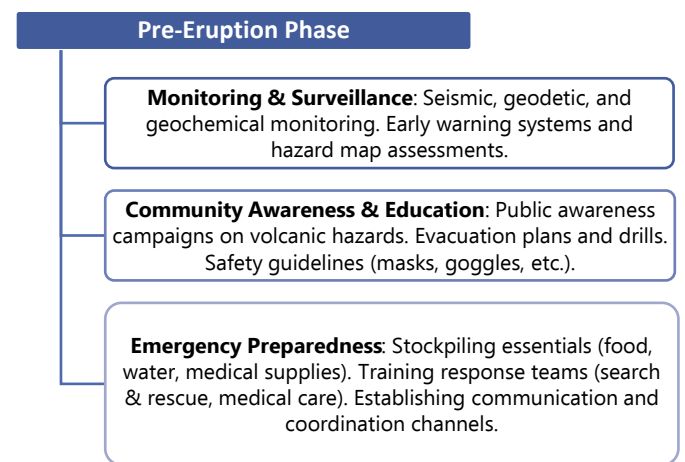 Pre-Eruption Phase
Monitoring & Surveillance: Seismic, geodetic, and
geochemical monitoring. Early warning systems and
hazard map assessments.
Community Awareness & Education: Public awareness
campaigns on volcanic hazards. Evacuation plans and drills.
Safety guidelines (masks, goggles, etc.).
Emergency Preparedness: Stockpiling essentials (food,
water, medical supplies). Training response teams (search
& rescue, medical care). Establishing communication and
coordination channels.